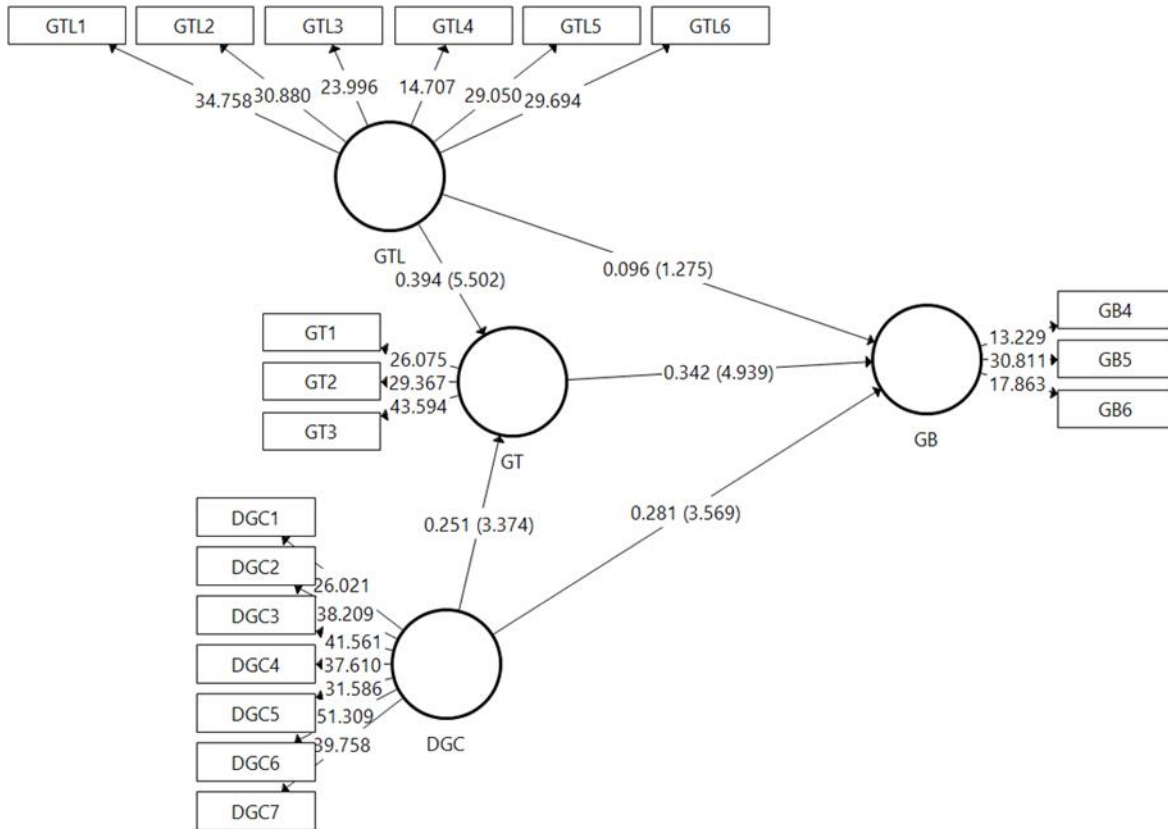 GTL1 GTL2 GTL3 GTL4 GTL5 GTL6
34.758 30.880 23.996 14.707 29.050 29.694
GTL
0.394 (5.502)
0.096 (1.275)
GT1
GT2
GT3
26.075
29.367
43.594
GT
0.342 (4.939)
GB4
GB5
GB6
13.229
30.811
17.863
GB
0.251 (3.374)
0.281 (3.569)
DGC1
DGC2
DGC3
DGC4
DGC5
DGC6
DGC7
26.021
38.209
41.561
37.610
31.586
51.309
39.758
DGC